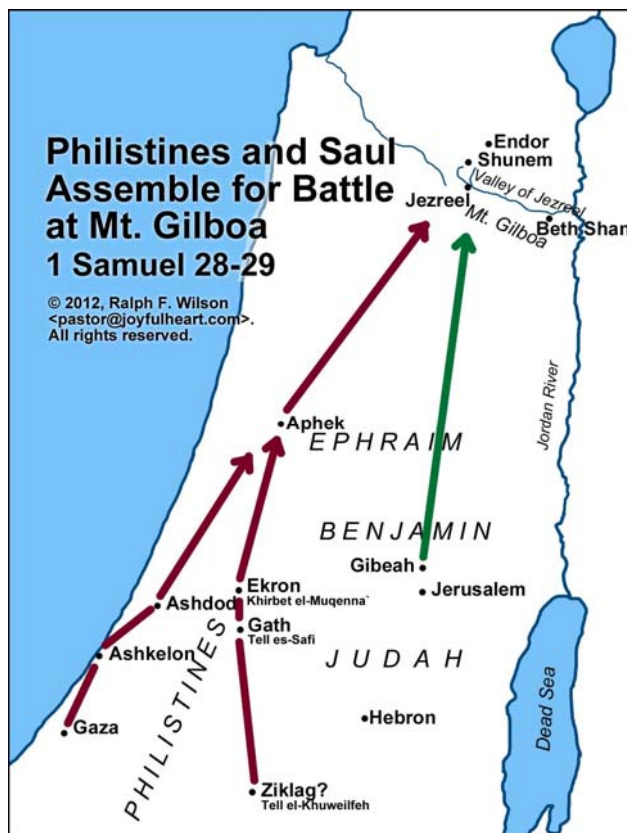 Philistines and Saul
Assemble for Battle
at Mt. Gilboa
1 Samuel 28-29
© 2012, Ralph F. Wilson
<pastor@joyfulheart.com>.
All rights reserved.
Endor
Shunem
Valley of Jezreel
Jezreel
Mt. Gilboa
Beth Shan
Jordan River
Aphek
EPHRAIM
BENJAMIN
Gibeah
Jerusalem
Ekron
Khirbet el-Muqenna`
Ashdod
Gath
Tell es-Safi
Ashkelon
JUDAH
PHILISTINES
Gaza
Hebron
Dead Sea
Ziklag?
Tell el-Khuweilfeh